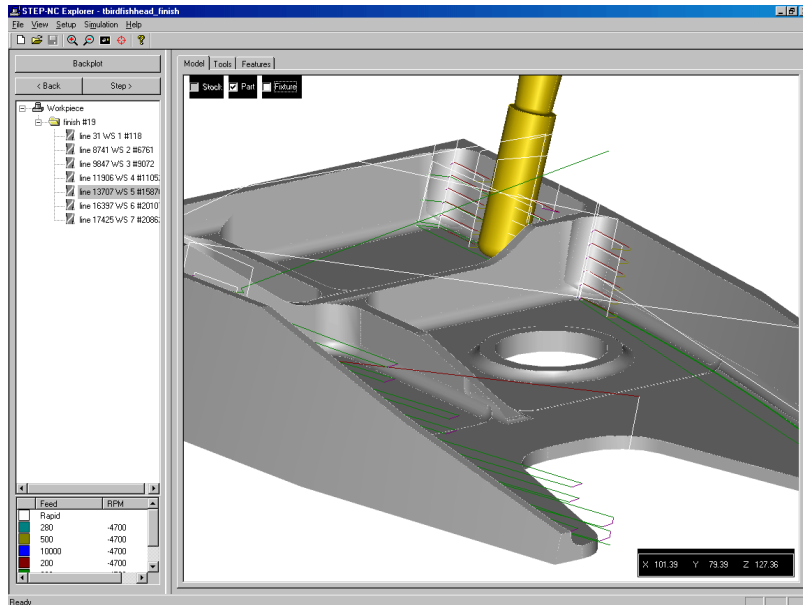 STEP-NC Explorer - tbirdfishhead_finish
File View Setup Simulation Help
Backplot
< Back Step >
Workpiece
finish #19
line 31 WS 1 #118
line 8741 WS 2 #6761
line 9847 WS 3 #9072
line 11906 WS 4 #1105
line 13707 WS 5 #1587
line 16397 WS 6 #2010
line 17425 WS 7 #2086
Feed RPM
Rapid
280 -4700
500 -4700
10000 -4700
200 -4700
Model Tools Features
Stock Part Fixture
X 101.39 Y 79.39 Z 127.36
Ready